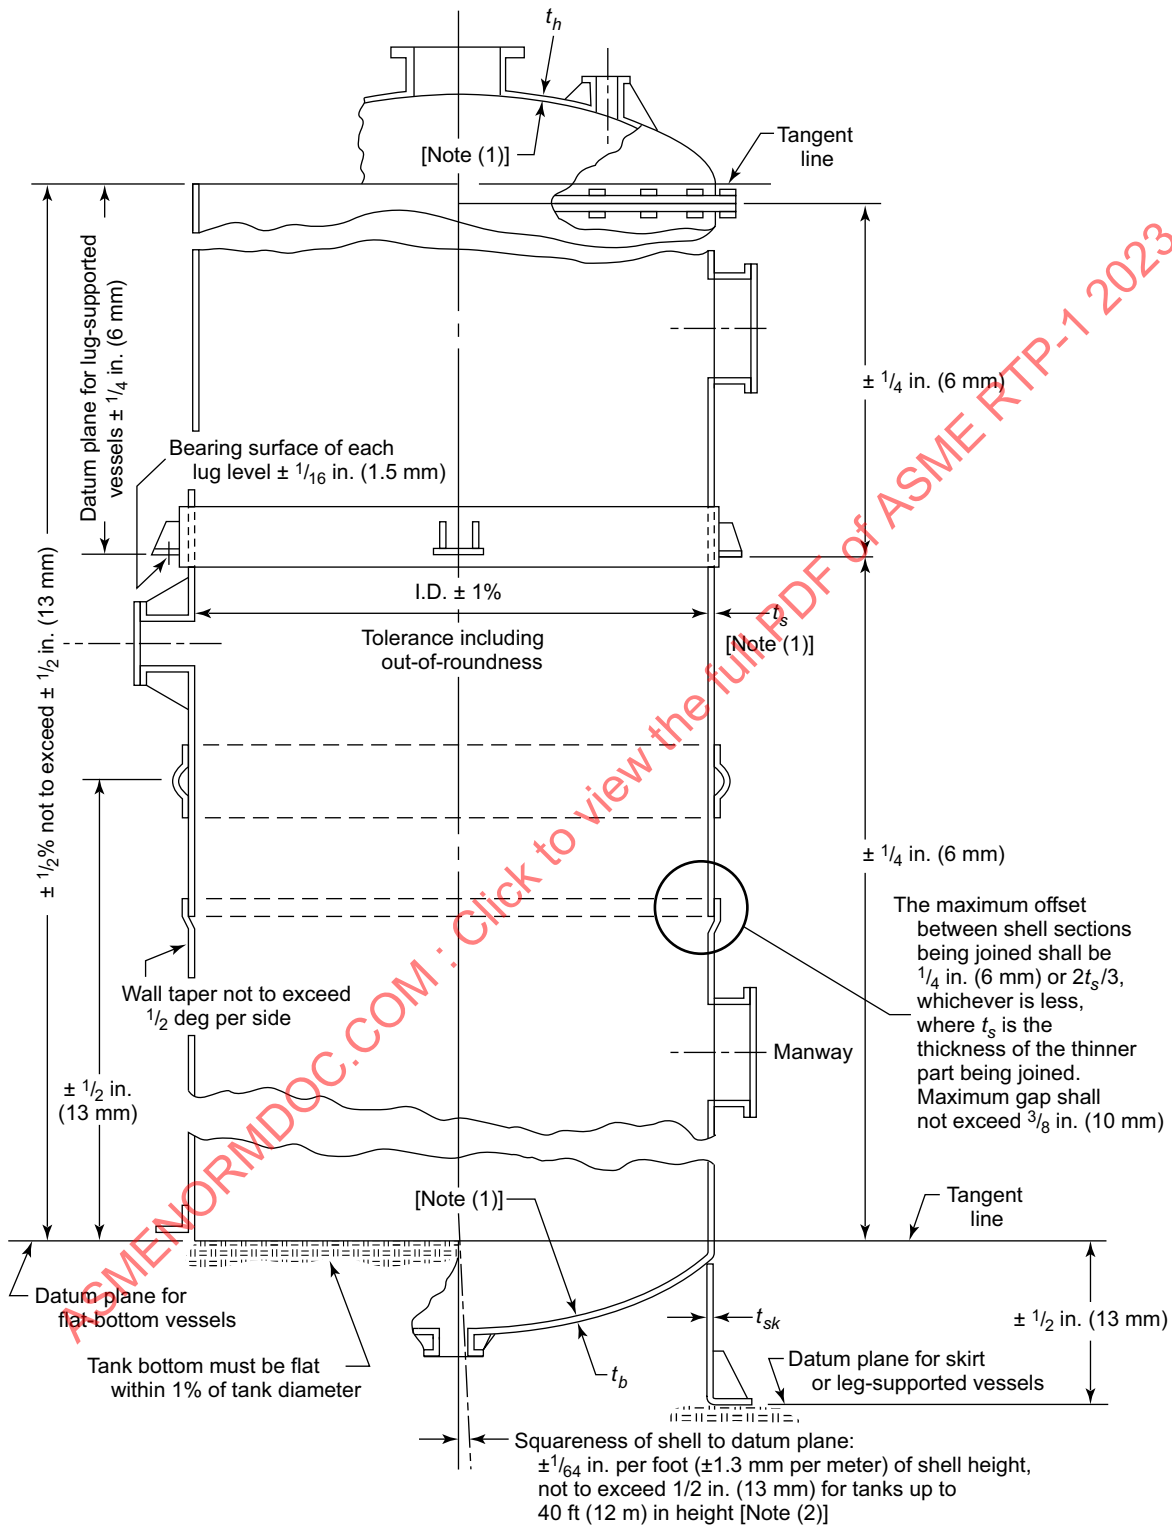 t_h
[Note (1)]
Tangent
line
Datum plane for lug-supported
vessels ± 1/4 in. (6 mm)
± 1/4 in. (6 mm)
Bearing surface of each
lug level ± 1/16 in. (1.5 mm)
± 1/2% not to exceed ± 1/2 in. (13 mm)
I.D. ± 1%
t_s
[Note (1)]
Tolerance including
out-of-roundness
± 1/4 in. (6 mm)
The maximum offset
between shell sections
being joined shall be
1/4 in. (6 mm) or 2t_s/3,
whichever is less,
where t_s is the
thickness of the thinner
part being joined.
Maximum gap shall
not exceed 3/8 in. (10 mm)
Wall taper not to exceed
1/2 deg per side
Manway
± 1/2 in.
(13 mm)
[Note (1)]
Tangent
line
Datum plane for
flat-bottom vessels
t_sk
± 1/2 in. (13 mm)
Tank bottom must be flat
within 1% of tank diameter
t_b
Datum plane for skirt
or leg-supported vessels
Squareness of shell to datum plane:
±1/64 in. per foot (±1.3 mm per meter) of shell height,
not to exceed 1/2 in. (13 mm) for tanks up to
40 ft (12 m) in height [Note (2)]
ASMENORMDOC.COM : Click to view the full PDF of ASME RTP-1 2023